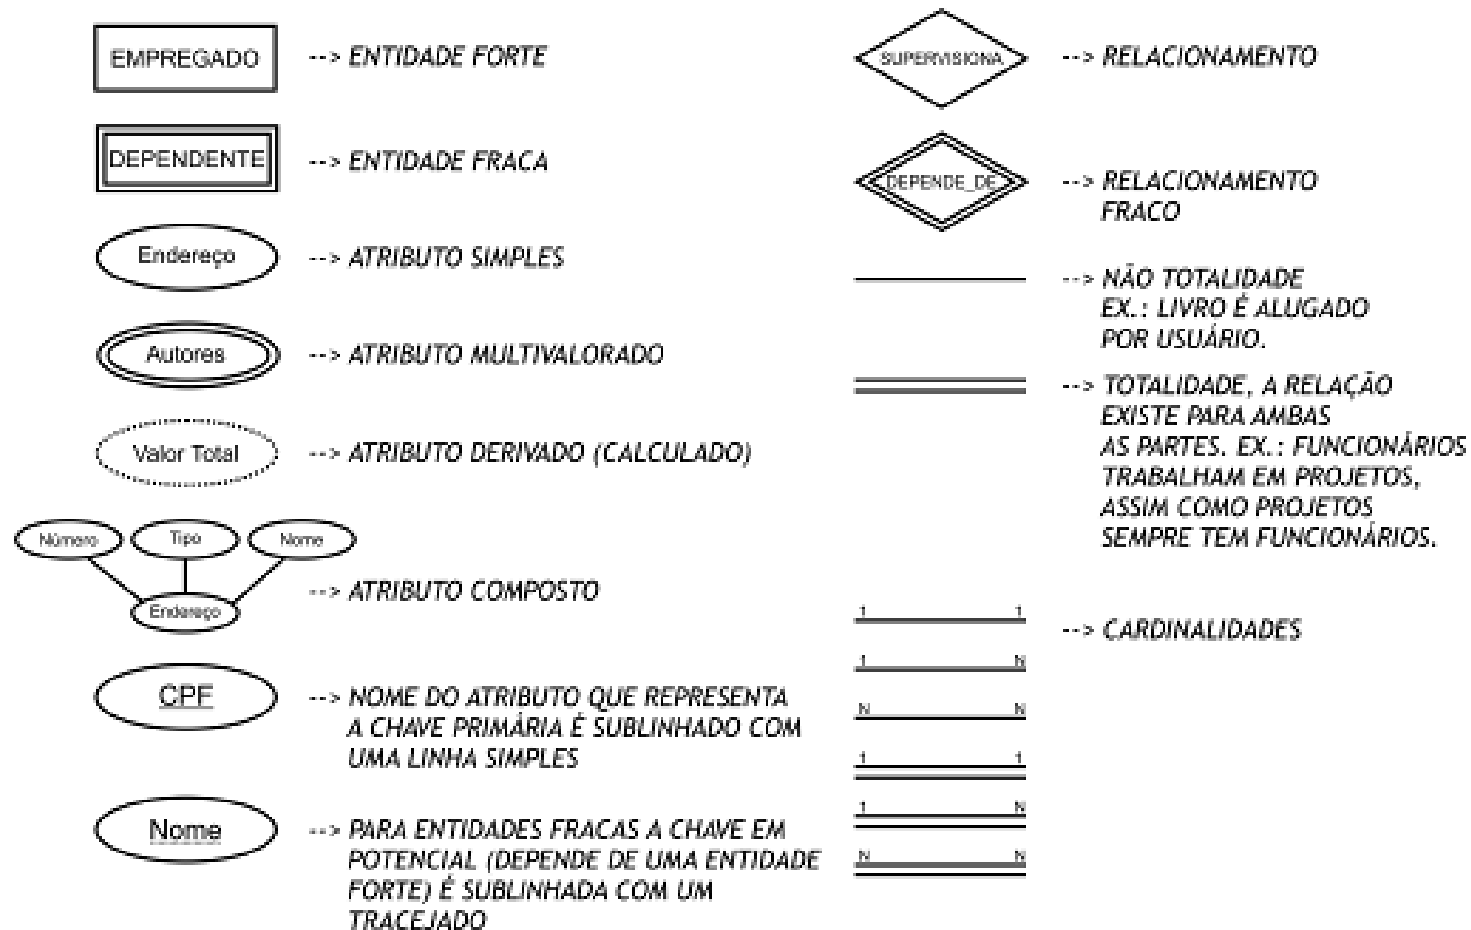 EMPREGADO --> ENTIDADE FORTE
DEPENDENTE --> ENTIDADE FRACA
Endereço --> ATRIBUTO SIMPLES
Autores --> ATRIBUTO MULTIVALORADO
Valor Total --> ATRIBUTO DERIVADO (CALCULADO)
Número Tipo Nome
Endereço --> ATRIBUTO COMPOSTO
CPF --> NOME DO ATRIBUTO QUE REPRESENTA
A CHAVE PRIMÁRIA É SUBLINHADO COM
UMA LINHA SIMPLES
Nome --> PARA ENTIDADES FRACAS A CHAVE EM
POTENCIAL (DEPENDE DE UMA ENTIDADE
FORTE) É SUBLINHADA COM UM
TRACEJADO
SUPERVISIONA --> RELACIONAMENTO
DEPENDE_DE --> RELACIONAMENTO
FRACO
--> NÃO TOTALIDADE
EX.: LIVRO É ALUGADO
POR USUÁRIO.
--> TOTALIDADE, A RELAÇÃO
EXISTE PARA AMBAS
AS PARTES. EX.: FUNCIONÁRIOS
TRABALHAM EM PROJETOS,
ASSIM COMO PROJETOS
SEMPRE TEM FUNCIONÁRIOS.
1 1 --> CARDINALIDADES
1 N
N N
1 1
1 N
N N